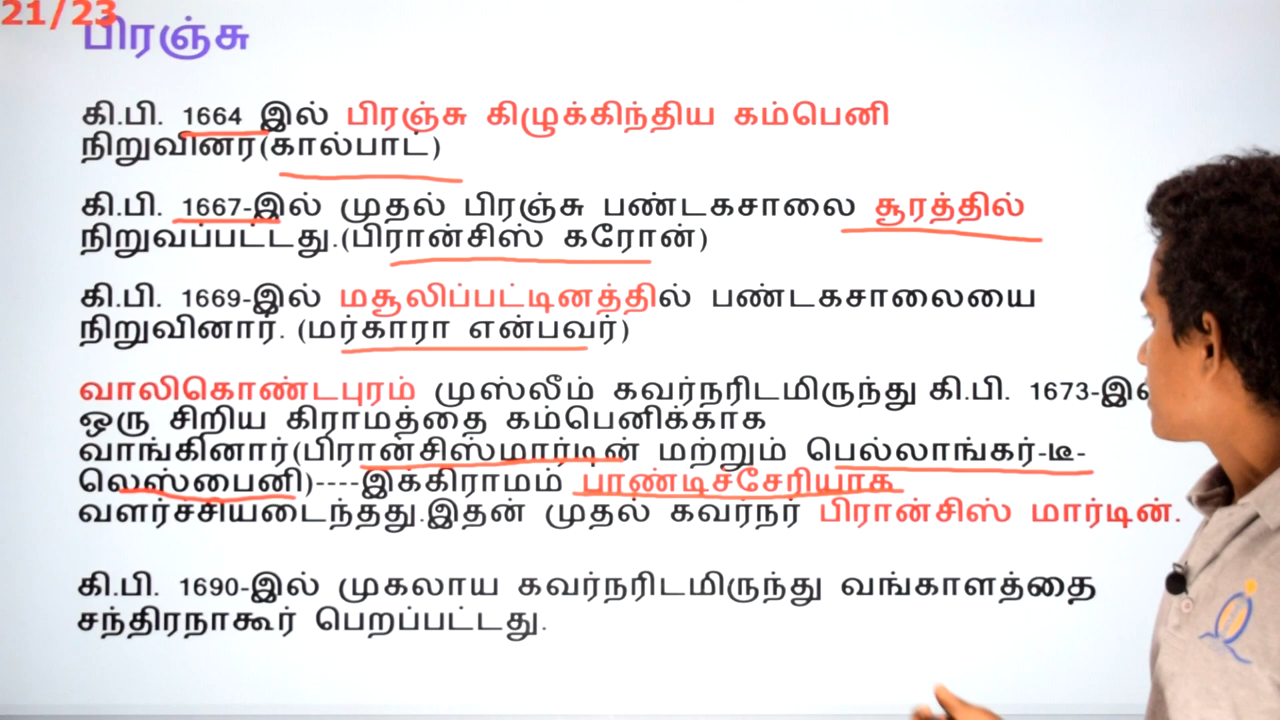 21/23
பிரஞ்சு
கி.பி. 1664 இல் பிரஞ்சு கிழுக்கிந்திய கம்பெனி
நிறுவினர(கால்பாட்)
கி.பி. 1667-இல் முதல் பிரஞ்சு பண்டகசாலை சூரத்தில்
நிறுவப்பட்டது.(பிரான்சிஸ் கரோன்)
கி.பி. 1669-இல் மசூலிப்பட்டினத்தில் பண்டகசாலையை
நிறுவினார். (மர்காரா என்பவர்)
வாலிகொண்டபுரம் முஸ்லீம் கவர்நரிடமிருந்து கி.பி. 1673-இல்
ஒரு சிறிய கிராமத்தை கம்பெனிக்காக
வாங்கினார்(பிரான்சிஸ்மார்டின் மற்றும் பெல்லாங்கர்-டீ-
லெஸ்பைனி)----இக்கிராமம் பாண்டிச்சேரியாக
வளர்ச்சியடைந்தது.இதன் முதல் கவர்நர் பிரான்சிஸ் மார்டின்.
கி.பி. 1690-இல் முகலாய கவர்நரிடமிருந்து வங்காளத்தை
சந்திரநாகூர் பெறப்பட்டது.